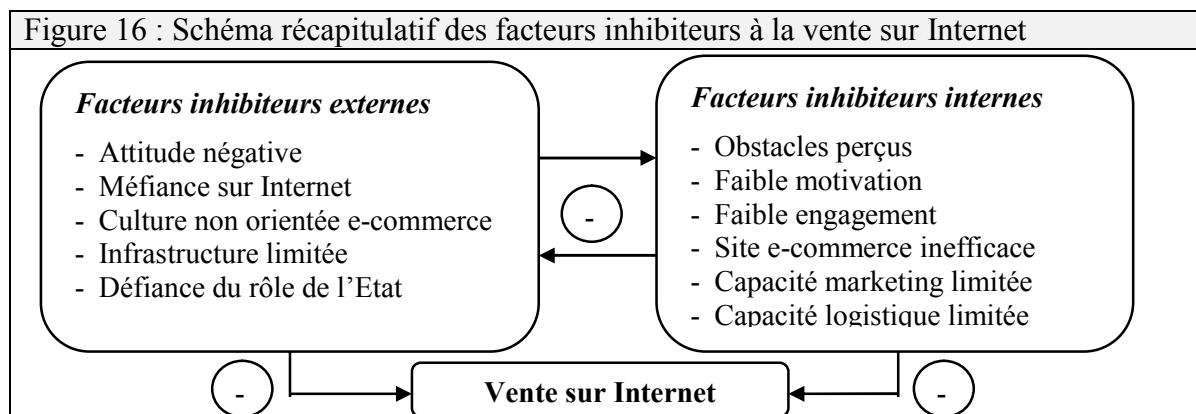 Figure 16 : Schéma récapitulatif des facteurs inhibiteurs à la vente sur Internet
Facteurs inhibiteurs externes
- Attitude négative
- Méfiance sur Internet
- Culture non orientée e-commerce
- Infrastructure limitée
- Défiance du rôle de l’Etat
-
Facteurs inhibiteurs internes
- Obstacles perçus
- Faible motivation
- Faible engagement
- Site e-commerce inefficace
- Capacité marketing limitée
- Capacité logistique limitée
-
Vente sur Internet
-